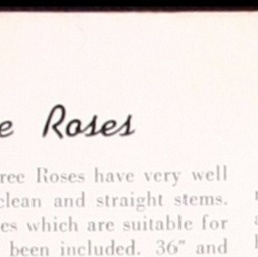 e Roses
ree Roses have very well
clean and straight stems.
es which are suitable for
been included. 36" and